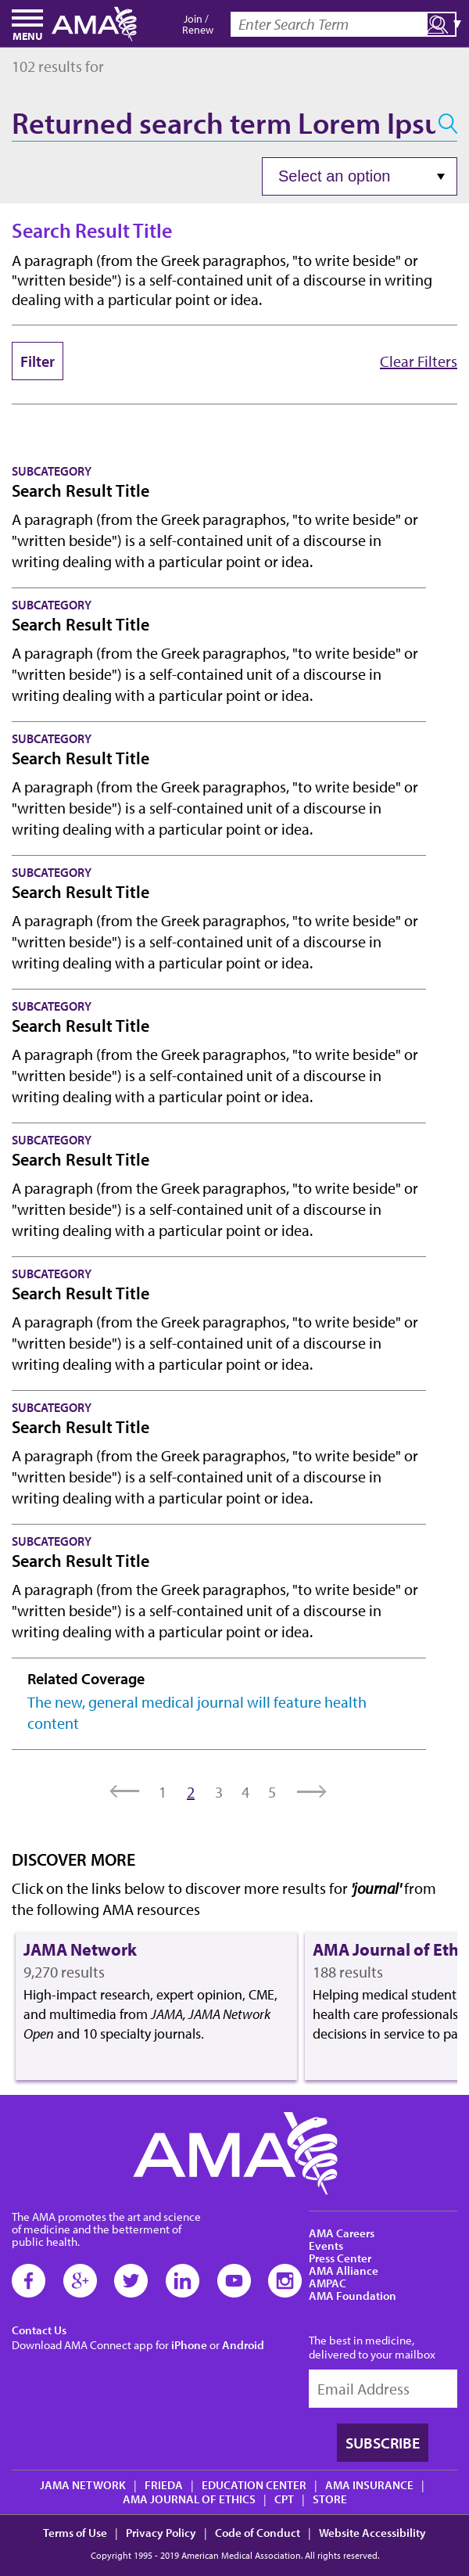 MENU
AMA
Join /
Renew
Enter Search Term
102 results for
Returned search term Lorem Ipsu
Select an option
Search Result Title
A paragraph (from the Greek paragraphos, "to write beside" or
"written beside") is a self-contained unit of a discourse in writing
dealing with a particular point or idea.
Filter
Clear Filters
SUBCATEGORY
Search Result Title
A paragraph (from the Greek paragraphos, "to write beside" or
"written beside") is a self-contained unit of a discourse in
writing dealing with a particular point or idea.
SUBCATEGORY
Search Result Title
A paragraph (from the Greek paragraphos, "to write beside" or
"written beside") is a self-contained unit of a discourse in
writing dealing with a particular point or idea.
SUBCATEGORY
Search Result Title
A paragraph (from the Greek paragraphos, "to write beside" or
"written beside") is a self-contained unit of a discourse in
writing dealing with a particular point or idea.
SUBCATEGORY
Search Result Title
A paragraph (from the Greek paragraphos, "to write beside" or
"written beside") is a self-contained unit of a discourse in
writing dealing with a particular point or idea.
SUBCATEGORY
Search Result Title
A paragraph (from the Greek paragraphos, "to write beside" or
"written beside") is a self-contained unit of a discourse in
writing dealing with a particular point or idea.
SUBCATEGORY
Search Result Title
A paragraph (from the Greek paragraphos, "to write beside" or
"written beside") is a self-contained unit of a discourse in
writing dealing with a particular point or idea.
SUBCATEGORY
Search Result Title
A paragraph (from the Greek paragraphos, "to write beside" or
"written beside") is a self-contained unit of a discourse in
writing dealing with a particular point or idea.
SUBCATEGORY
Search Result Title
A paragraph (from the Greek paragraphos, "to write beside" or
"written beside") is a self-contained unit of a discourse in
writing dealing with a particular point or idea.
SUBCATEGORY
Search Result Title
A paragraph (from the Greek paragraphos, "to write beside" or
"written beside") is a self-contained unit of a discourse in
writing dealing with a particular point or idea.
Related Coverage
The new, general medical journal will feature health
content
1 2 3 4 5
DISCOVER MORE
Click on the links below to discover more results for 'journal' from
the following AMA resources
JAMA Network
9,270 results
High-impact research, expert opinion, CME,
and multimedia from JAMA, JAMA Network
Open and 10 specialty journals.
AMA Journal of Eth
188 results
Helping medical student
health care professionals
decisions in service to pa
AMA
The AMA promotes the art and science
of medicine and the betterment of
public health.
Contact Us
Download AMA Connect app for iPhone or Android
AMA Careers
Events
Press Center
AMA Alliance
AMPAC
AMA Foundation
The best in medicine,
delivered to your mailbox
Email Address
SUBSCRIBE
JAMA NETWORK | FRIEDA | EDUCATION CENTER | AMA INSURANCE |
AMA JOURNAL OF ETHICS | CPT | STORE
Terms of Use | Privacy Policy | Code of Conduct | Website Accessibility
Copyright 1995 - 2019 American Medical Association. All rights reserved.